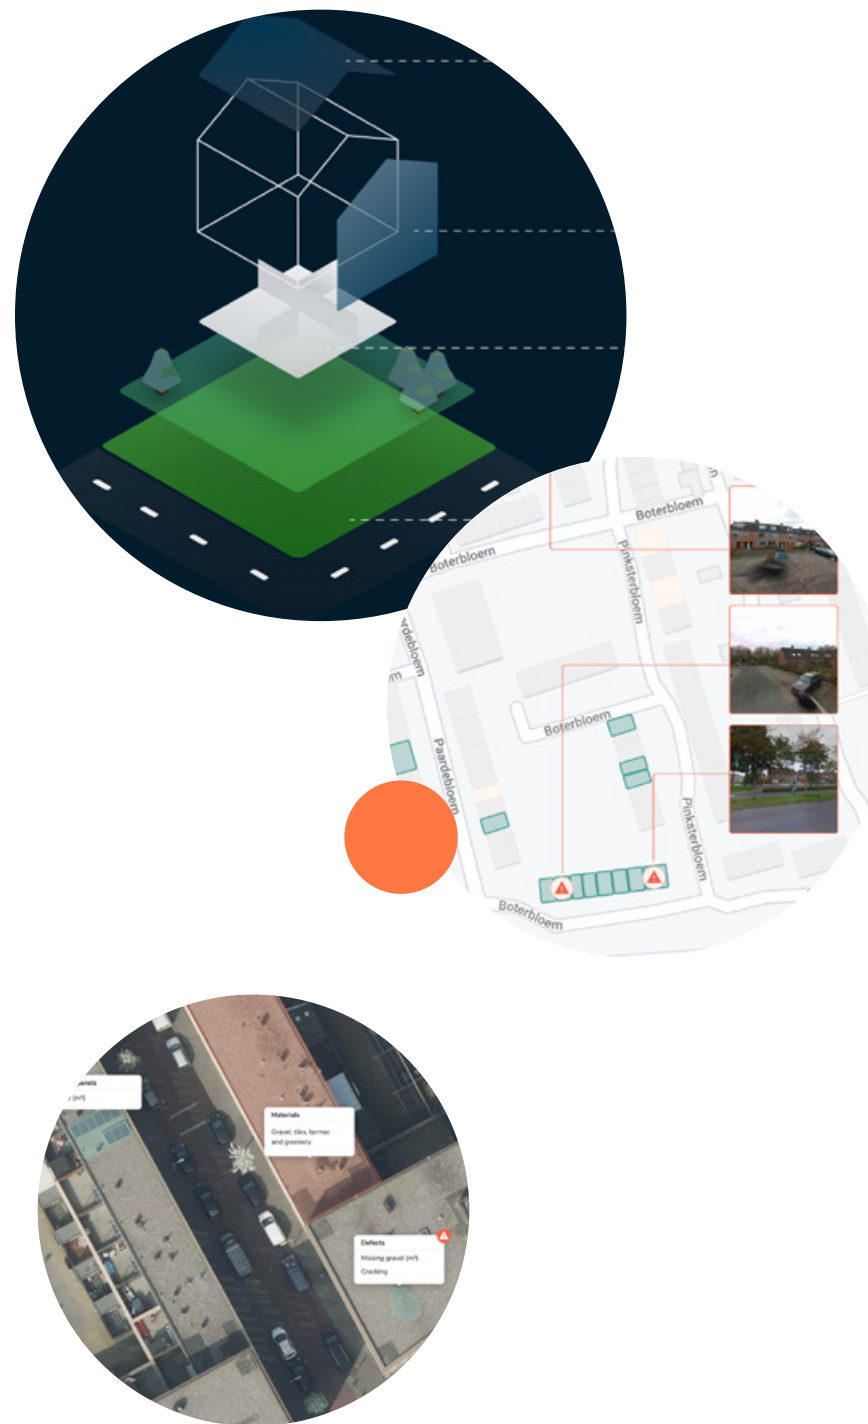 Boterbloem
Boterbloem
Pinksterbloem
Boterbloem
Paardebloem
Pinksterbloem
Boterbloem
Materials
Gravel, tiles, tarmac
and greenery
Defects
Missing gravel (m²)
Cracking